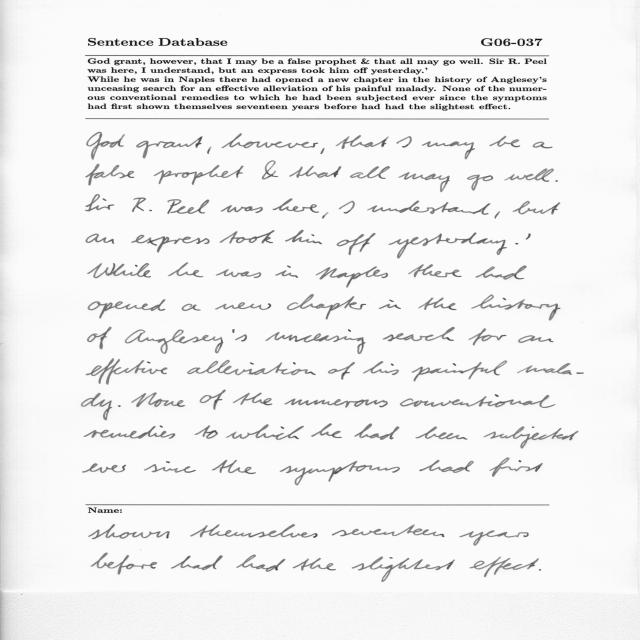 Sentence Database G06-037
God grant, however, that I may be a false prophet & that all may go well. Sir R. Peel
was here, I understand, but an express took him off yesterday.'
While he was in Naples there had opened a new chapter in the history of Anglesey's
unceasing search for an effective alleviation of his painful malady. None of the numer-
ous conventional remedies to which he had been subjected ever since the symptoms
had first shown themselves seventeen years before had had the slightest effect.
God grant, however, that I may be a
false prophet & that all may go well.
Sir R. Peel was here, I understand, but
an express took him off yesterday.'
While he was in Naples there had
opened a new chapter in the history
of Anglesey's unceasing search for an
effective alleviation of his painful mala-
dy. None of the numerous conventional
remedies to which he had been subjected
ever since the symptoms had first
Name:
shown themselves seventeen years
before had had the slightest effect.